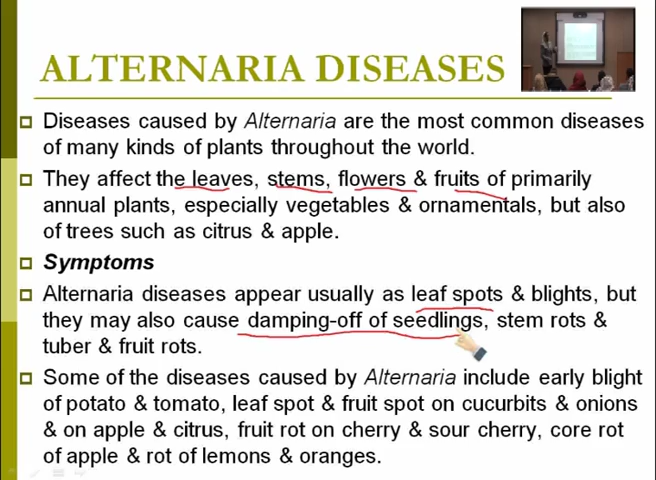 ALTERNARIA DISEASES
Diseases caused by Alternaria are the most common diseases
of many kinds of plants throughout the world.
They affect the leaves, stems, flowers & fruits of primarily
annual plants, especially vegetables & ornamentals, but also
of trees such as citrus & apple.
Symptoms
Alternaria diseases appear usually as leaf spots & blights, but
they may also cause damping-off of seedlings, stem rots &
tuber & fruit rots.
Some of the diseases caused by Alternaria include early blight
of potato & tomato, leaf spot & fruit spot on cucurbits & onions
& on apple & citrus, fruit rot on cherry & sour cherry, core rot
of apple & rot of lemons & oranges.